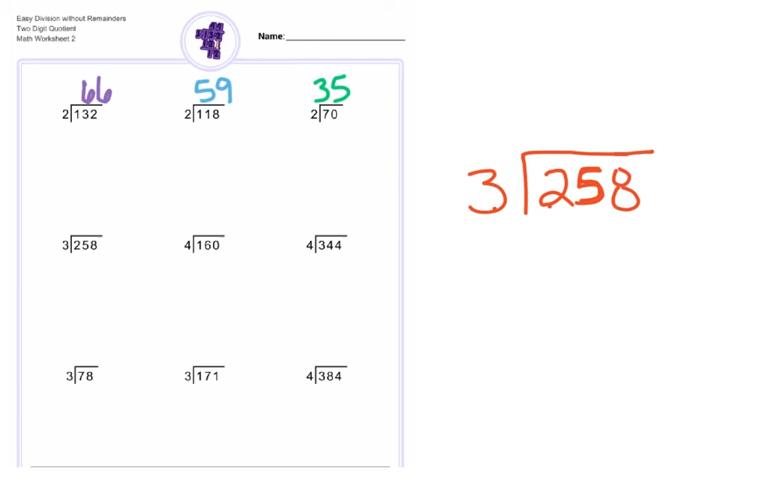 Easy Division without Remainders
Two Digit Quotient
Math Worksheet 2
Name:
66 59 35
2 132 2 118 2 70
3 258
3 258 4 160 4 344
3 78 3 171 4 384